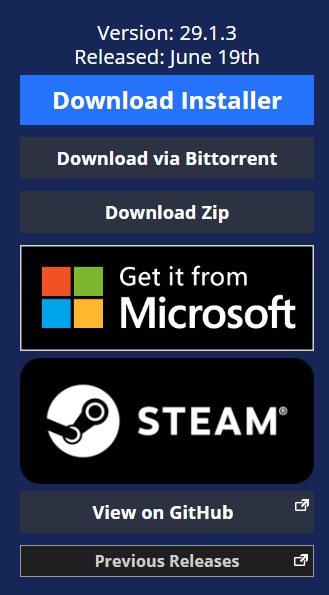 Version: 29.1.3
Released: June 19th
Download Installer
Download via Bittorrent
Download Zip
Get it from
Microsoft
STEAM®
View on GitHub
Previous Releases